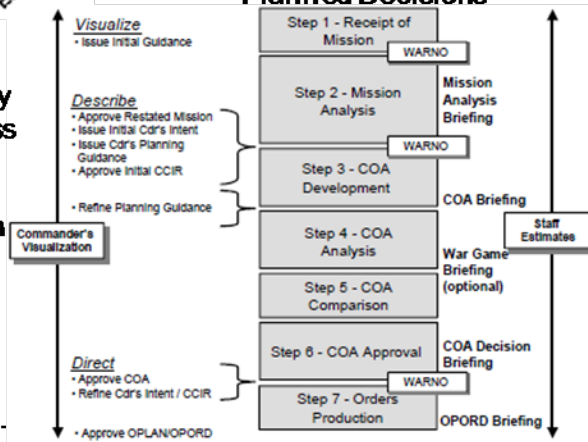 Planned Decisions
Visualize
• Issue Initial Guidance
Describe
• Approve Restated Mission
• Issue Initial Cdr's Intent
• Issue Cdr's Planning
Guidance
• Approve Initial CCIR
• Refine Planning Guidance
Commander's
Visualization
Direct
• Approve COA
• Refine Cdr's Intent / CCIR
• Approve OPLAN/OPORD
Step 1 - Receipt of
Mission
WARNO
Step 2 - Mission
Analysis
WARNO
Step 3 - COA
Development
Step 4 - COA
Analysis
Step 5 - COA
Comparison
Step 6 - COA Approval
WARNO
Step 7 - Orders
Production
Mission
Analysis
Briefing
COA Briefing
War Game
Briefing
(optional)
COA Decision
Briefing
OPORD Briefing
Staff
Estimates